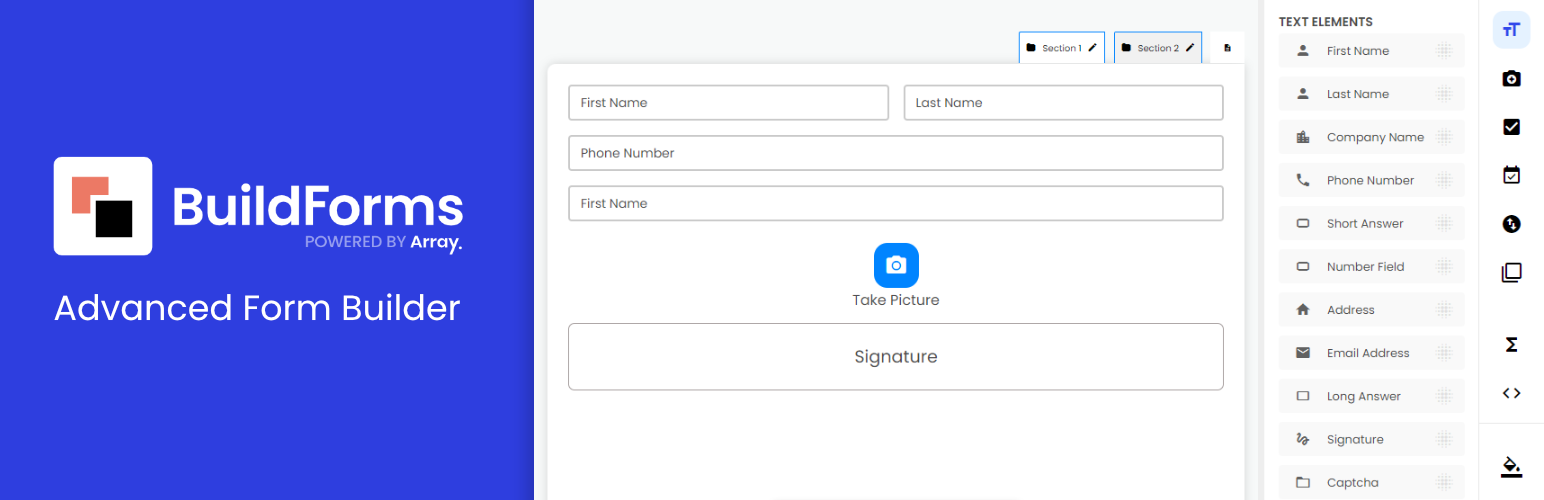 BuildForms
POWERED BY Array.
Advanced Form Builder
Section 1
Section 2
First Name
Last Name
Phone Number
First Name
Take Picture
Signature
TEXT ELEMENTS
First Name
Last Name
Company Name
Phone Number
Short Answer
Number Field
Address
Email Address
Long Answer
Signature
Captcha